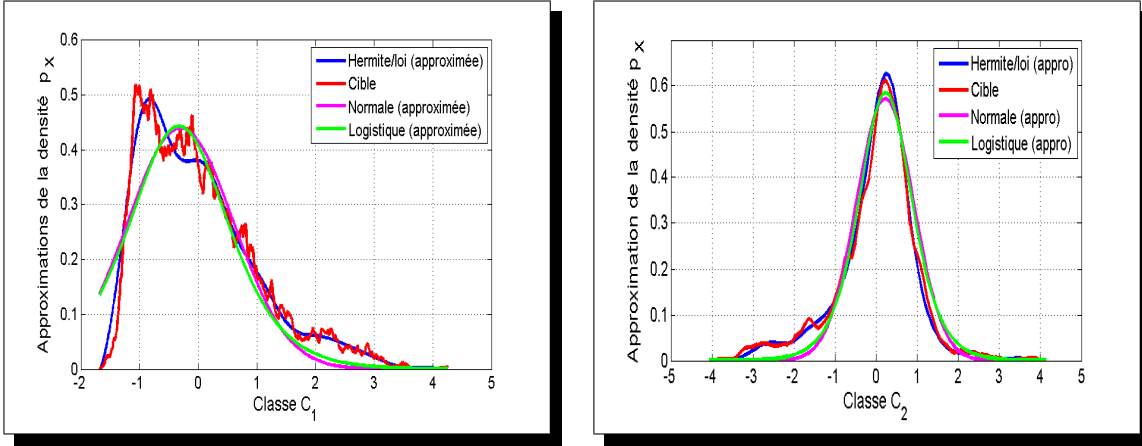 Approximations de la densité p x
0.6
0.5
0.4
0.3
0.2
0.1
0
-2 -1 0 1 2 3 4 5
Classe C1
Hermite/loi (approximée)
Cible
Normale (approximée)
Logistique (approximée)
Approximation de la densité p x
0.6
0.5
0.4
0.3
0.2
0.1
0
-5 -4 -3 -2 -1 0 1 2 3 4 5
Classe C2
Hermite/loi (appro)
Cible
Normale (appro)
Logistique (appro)